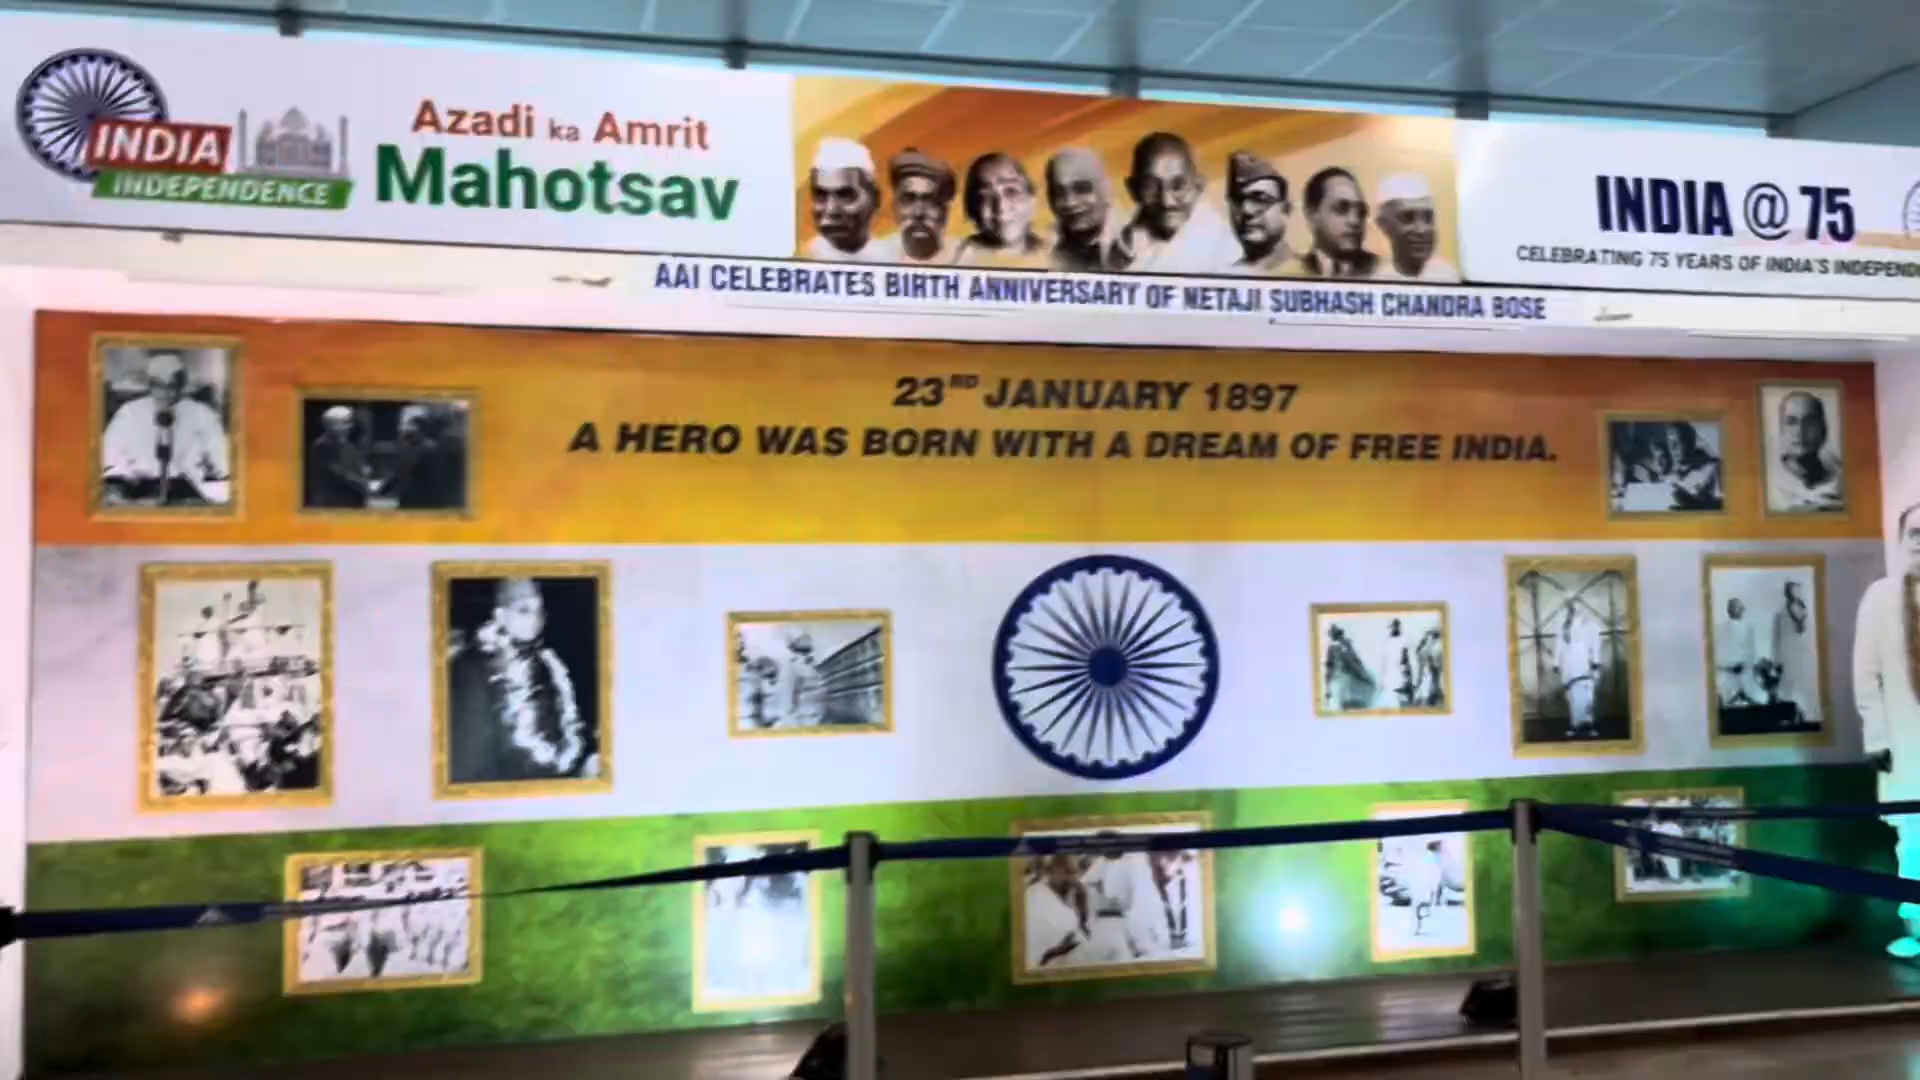 INDIA
INDEPENDENCE
Azadi ka Amrit
Mahotsav
INDIA @ 75
CELEBRATING 75 YEARS OF INDIA'S
AAI CELEBRATES BIRTH ANNIVERSARY OF NETAJI SUBHASH CHANDRA BOSE
23RD JANUARY 1897
A HERO WAS BORN WITH A DREAM OF FREE INDIA.